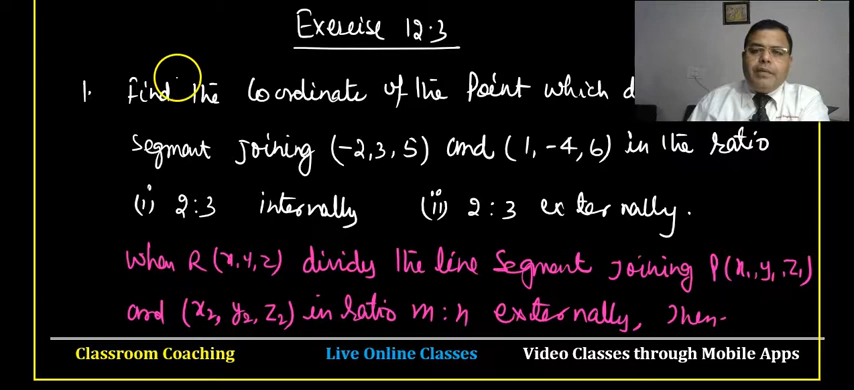 Exercise 12.3
1. Find the Coordinate of the Point which d
Segment joining (-2,3,5) and (1,-4,6) in the ratio
(i) 2:3 internally (ii) 2:3 externally.
When R(x,y,z) divides the line segment joining P(x₁,y₁,z₁)
and (x₂,y₂,z₂) in ratio m:n externally, Then
Classroom Coaching Live Online Classes Video Classes through Mobile Apps